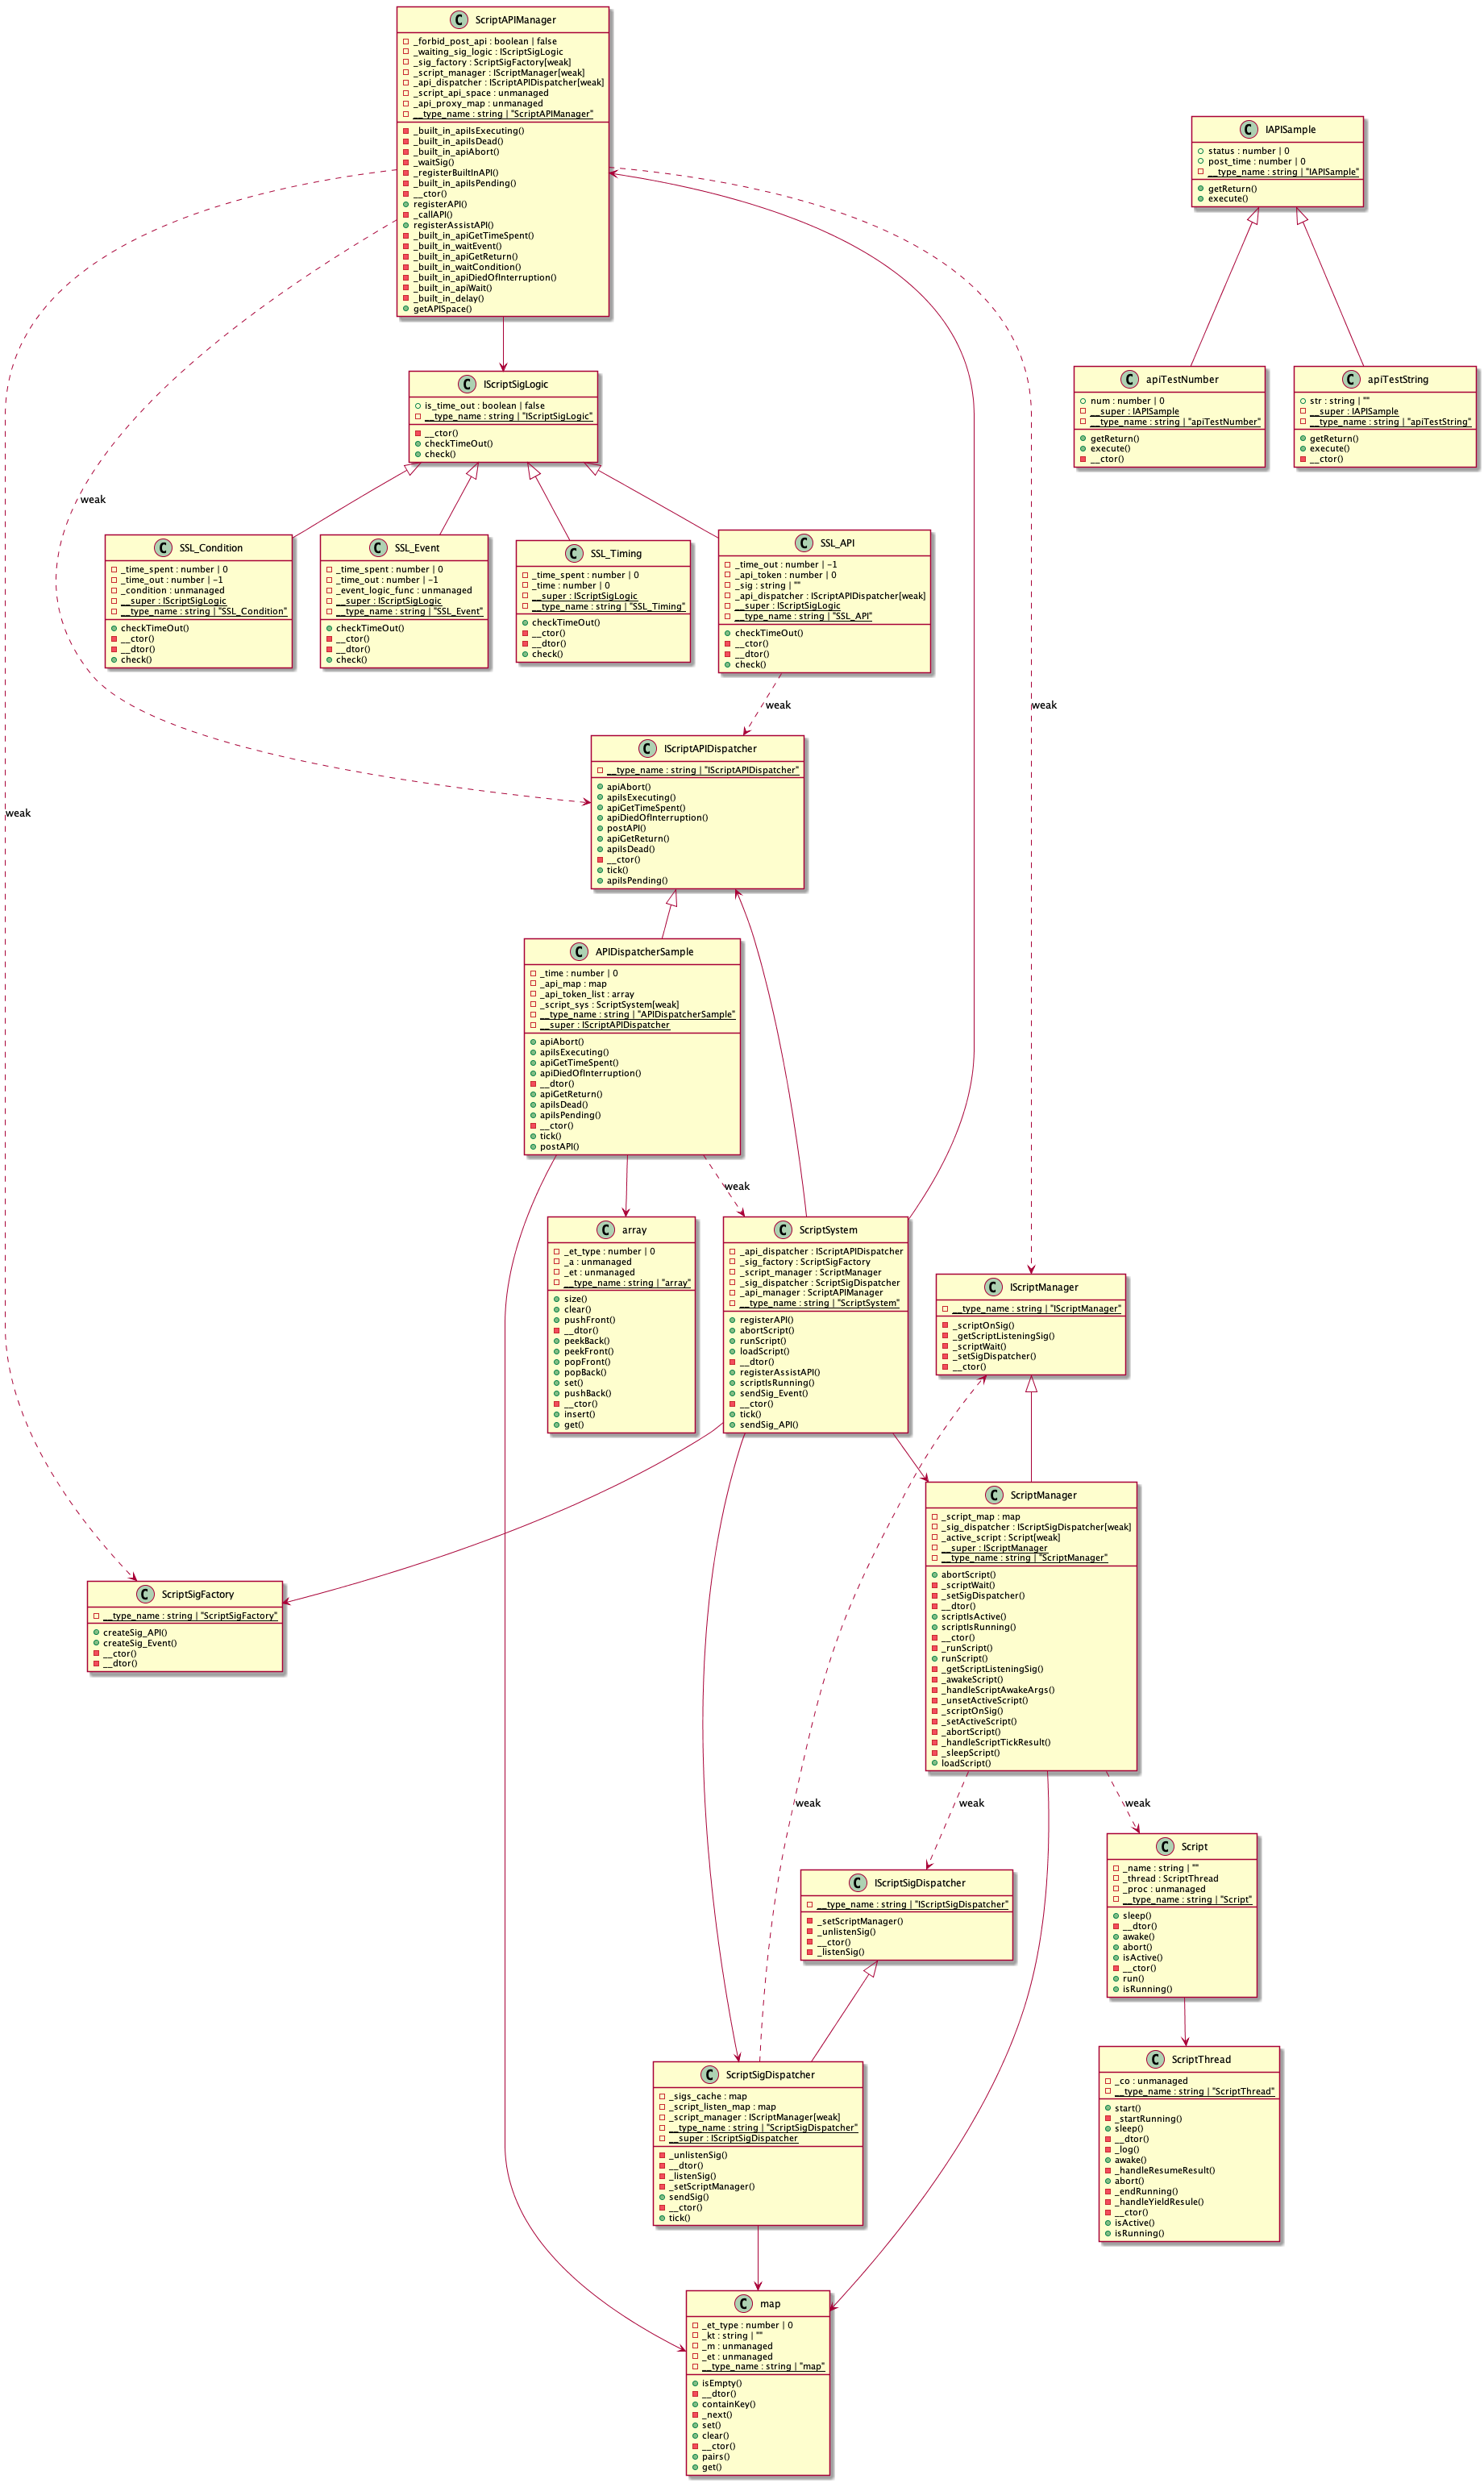 C ScriptAPIManager
_forbid_post_api : boolean | false
_waiting_sig_logic : IScriptSigLogic
_sig_factory : ScriptSigFactory[weak]
_script_manager : IScriptManager[weak]
_api_dispatcher : IScriptAPIDispatcher[weak]
_script_api_space : unmanaged
_api_proxy_map : unmanaged
__type_name : string | "ScriptAPIManager"
_built_in_apiIsExecuting()
_built_in_apiIsDead()
_built_in_apiAbort()
_waitSig()
_registerBuiltInAPI()
_built_in_apiIsPending()
__ctor()
registerAPI()
_callAPI()
registerAssistAPI()
_built_in_apiGetTimeSpent()
_built_in_waitEvent()
_built_in_apiGetReturn()
_built_in_waitCondition()
_built_in_apiDiedOfInterruption()
_built_in_apiWait()
_built_in_delay()
getAPISpace()
C IAPISample
status : number | 0
post_time : number | 0
__type_name : string | "IAPISample"
getReturn()
execute()
C IScriptSigLogic
is_time_out : boolean | false
__type_name : string | "IScriptSigLogic"
__ctor()
checkTimeOut()
check()
C apiTestNumber
num : number | 0
__super : IAPISample
__type_name : string | "apiTestNumber"
getReturn()
execute()
__ctor()
C apiTestString
str : string | ""
__super : IAPISample
__type_name : string | "apiTestString"
getReturn()
execute()
__ctor()
weak
C SSL_Condition
_time_spent : number | 0
_time_out : number | -1
_condition : unmanaged
__super : IScriptSigLogic
__type_name : string | "SSL_Condition"
checkTimeOut()
__ctor()
__dtor()
check()
C SSL_Event
_time_spent : number | 0
_time_out : number | -1
_event_logic_func : unmanaged
__super : IScriptSigLogic
__type_name : string | "SSL_Event"
checkTimeOut()
__ctor()
__dtor()
check()
C SSL_Timing
_time_spent : number | 0
_time : number | 0
__super : IScriptSigLogic
__type_name : string | "SSL_Timing"
checkTimeOut()
__ctor()
__dtor()
check()
C SSL_API
_time_out : number | -1
_api_token : number | 0
_sig : string | ""
_api_dispatcher : IScriptAPIDispatcher[weak]
__super : IScriptSigLogic
__type_name : string | "SSL_API"
checkTimeOut()
__ctor()
__dtor()
check()
weak
weak
C IScriptAPIDispatcher
__type_name : string | "IScriptAPIDispatcher"
apiAbort()
apiIsExecuting()
apiGetTimeSpent()
apiDiedOfInterruption()
postAPI()
apiGetReturn()
apiIsDead()
__ctor()
tick()
apiIsPending()
weak
C APIDispatcherSample
_time : number | 0
_api_map : map
_api_token_list : array
_script_sys : ScriptSystem[weak]
__type_name : string | "APIDispatcherSample"
__super : IScriptAPIDispatcher
apiAbort()
apiIsExecuting()
apiGetTimeSpent()
apiDiedOfInterruption()
__dtor()
apiGetReturn()
apiIsDead()
apiIsPending()
__ctor()
tick()
postAPI()
weak
C array
_et_type : number | 0
_a : unmanaged
_et : unmanaged
__type_name : string | "array"
size()
clear()
pushFront()
__dtor()
peekBack()
peekFront()
popFront()
popBack()
set()
pushBack()
__ctor()
insert()
get()
C ScriptSystem
_api_dispatcher : IScriptAPIDispatcher
_sig_factory : ScriptSigFactory
_script_manager : ScriptManager
_sig_dispatcher : ScriptSigDispatcher
_api_manager : ScriptAPIManager
__type_name : string | "ScriptSystem"
registerAPI()
abortScript()
runScript()
loadScript()
__dtor()
registerAssistAPI()
scriptIsRunning()
sendSig_Event()
__ctor()
tick()
sendSig_API()
C IScriptManager
__type_name : string | "IScriptManager"
_scriptOnSig()
_getScriptListeningSig()
_scriptWait()
_setSigDispatcher()
__ctor()
C ScriptManager
_script_map : map
_sig_dispatcher : IScriptSigDispatcher[weak]
_active_script : Script[weak]
__super : IScriptManager
__type_name : string | "ScriptManager"
abortScript()
_scriptWait()
_setSigDispatcher()
__dtor()
scriptIsActive()
scriptIsRunning()
__ctor()
_runScript()
runScript()
_getScriptListeningSig()
_awakeScript()
_handleScriptAwakeArgs()
_unsetActiveScript()
_scriptOnSig()
_setActiveScript()
_abortScript()
_handleScriptTickResult()
_sleepScript()
loadScript()
C ScriptSigFactory
__type_name : string | "ScriptSigFactory"
createSig_API()
createSig_Event()
__ctor()
__dtor()
weak
weak
weak
C IScriptSigDispatcher
__type_name : string | "IScriptSigDispatcher"
_setScriptManager()
_unlistenSig()
__ctor()
_listenSig()
C Script
_name : string | ""
_thread : ScriptThread
_proc : unmanaged
__type_name : string | "Script"
sleep()
__dtor()
awake()
abort()
isActive()
__ctor()
run()
isRunning()
C ScriptSigDispatcher
_sigs_cache : map
_script_listen_map : map
_script_manager : IScriptManager[weak]
__type_name : string | "ScriptSigDispatcher"
__super : IScriptSigDispatcher
_unlistenSig()
__dtor()
_listenSig()
_setScriptManager()
sendSig()
__ctor()
tick()
C ScriptThread
_co : unmanaged
__type_name : string | "ScriptThread"
start()
_startRunning()
sleep()
__dtor()
_log()
awake()
_handleResumeResult()
abort()
_endRunning()
_handleYieldResule()
__ctor()
isActive()
isRunning()
C map
_et_type : number | 0
_kt : string | ""
_m : unmanaged
_et : unmanaged
__type_name : string | "map"
isEmpty()
__dtor()
containKey()
_next()
set()
clear()
__ctor()
pairs()
get()